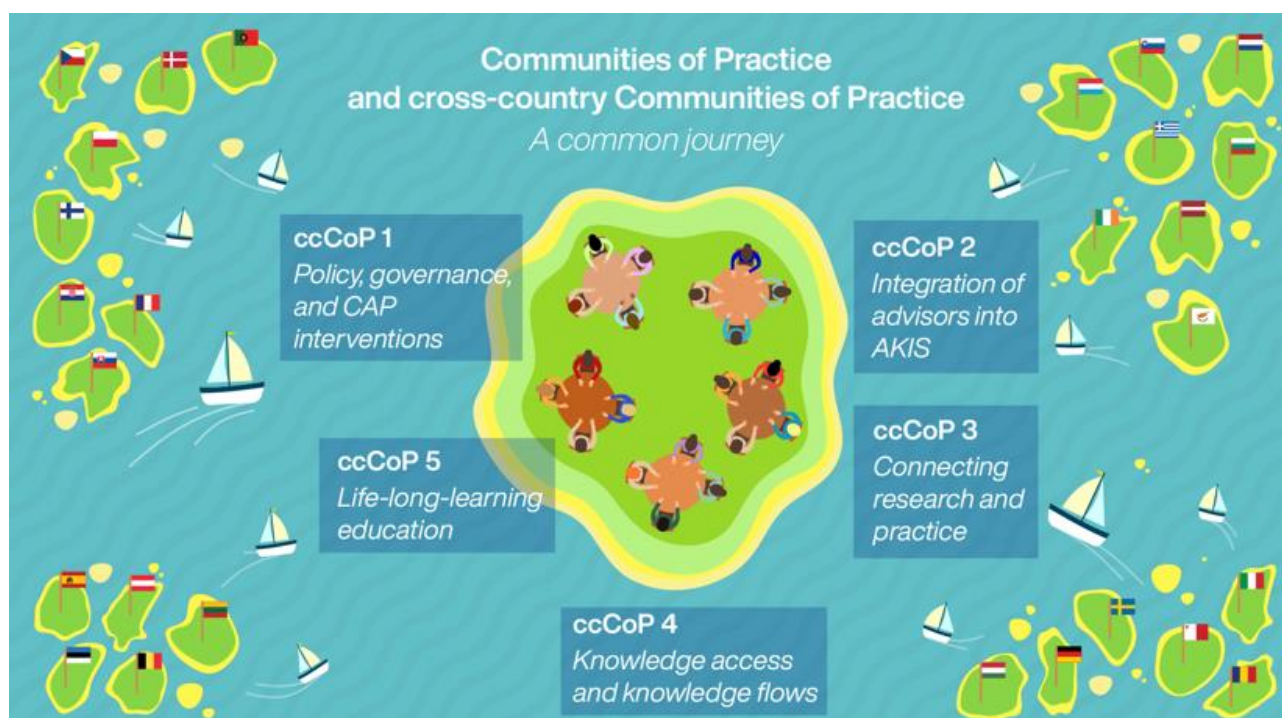 Communities of Practice
and cross-country Communities of Practice
A common journey
ccCoP 1
Policy, governance,
and CAP
interventions
ccCoP 2
Integration of
advisors into
AKIS
ccCoP 5
Life-long-learning
education
ccCoP 3
Connecting
research and
practice
ccCoP 4
Knowledge access
and knowledge flows